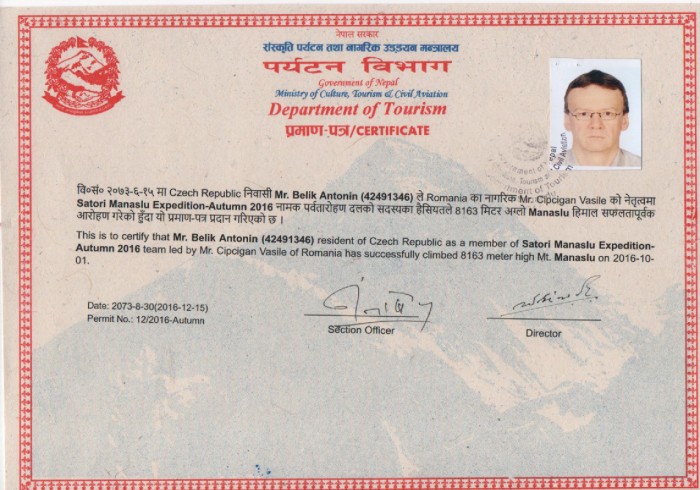 नेपाल सरकार
संस्कृति पर्यटन तथा नागरिक उड्डयन मन्त्रालय
पर्यटन विभाग
Government of Nepal
Ministry of Culture, Tourism & Civil Aviation
Department of Tourism
प्रमाण-पत्र/CERTIFICATE
वि०सं० २०७३-६-१५ मा Czech Republic निवासी Mr. Belik Antonin (42491346) ले Romania का नागरिक Mr. Cipcigan Vasile को नेतृत्वमा
Satori Manaslu Expedition-Autumn 2016 नामक पर्वतारोहण दलको सदस्यका हैसियतले 8163 मिटर अग्लो Manaslu हिमाल सफलतापूर्वक
आरोहण गरेको हुँदा यो प्रमाण-पत्र प्रदान गरिएको छ ।
This is to certify that Mr. Belik Antonin (42491346) resident of Czech Republic as a member of Satori Manaslu Expedition-
Autumn 2016 team led by Mr. Cipcigan Vasile of Romania has successfully climbed 8163 meter high Mt. Manaslu on 2016-10-
01.
Date: 2073-8-30(2016-12-15)
Permit No.: 12/2016-Autumn
Section Officer
Director